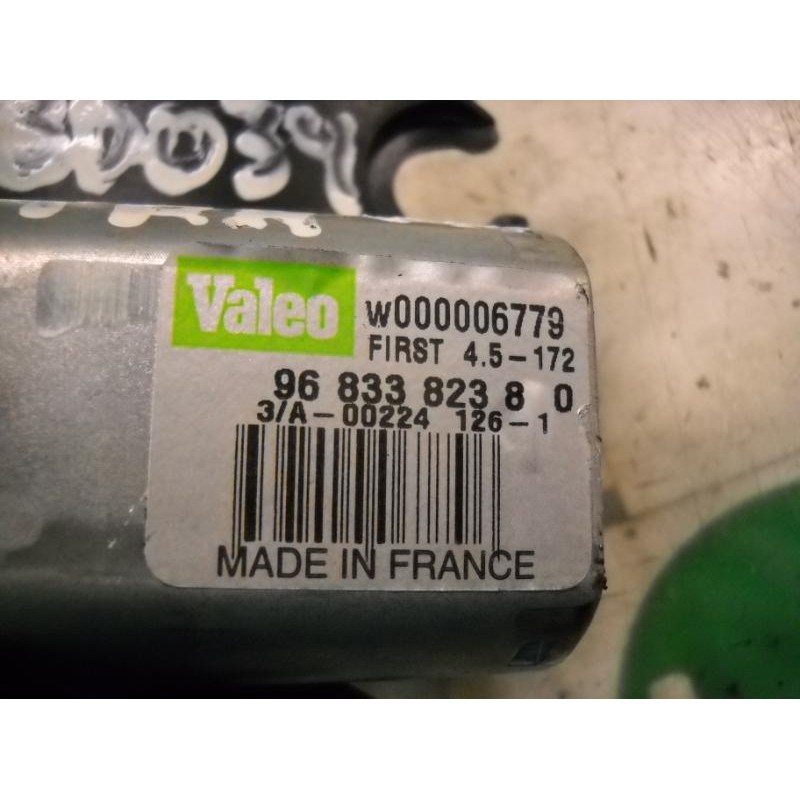 Valeo
W000006779
FIRST 4.5-172
96 833 823 8 0
3/A-00224 126-1
MADE IN FRANCE